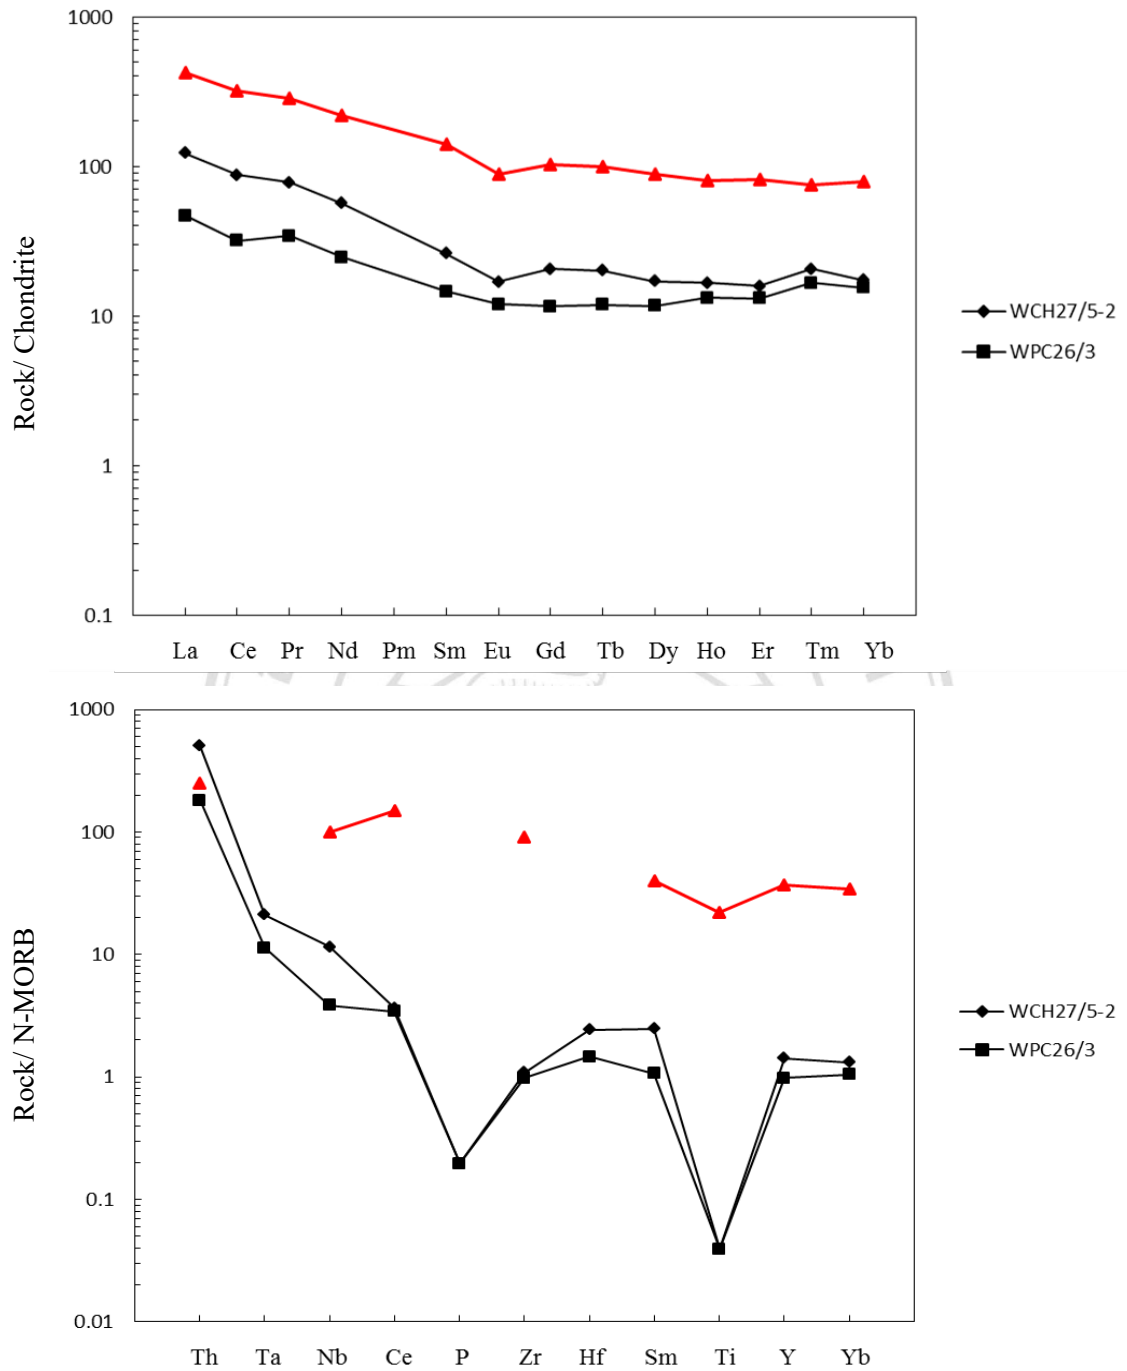 1000
100
10
1
0.1
Rock/ Chondrite
La Ce Pr Nd Pm Sm Eu Gd Tb Dy Ho Er Tm Yb
WCH27/5-2
WPC26/3
1000
100
10
1
0.1
0.01
Rock/ N-MORB
Th Ta Nb Ce P Zr Hf Sm Ti Y Yb
WCH27/5-2
WPC26/3